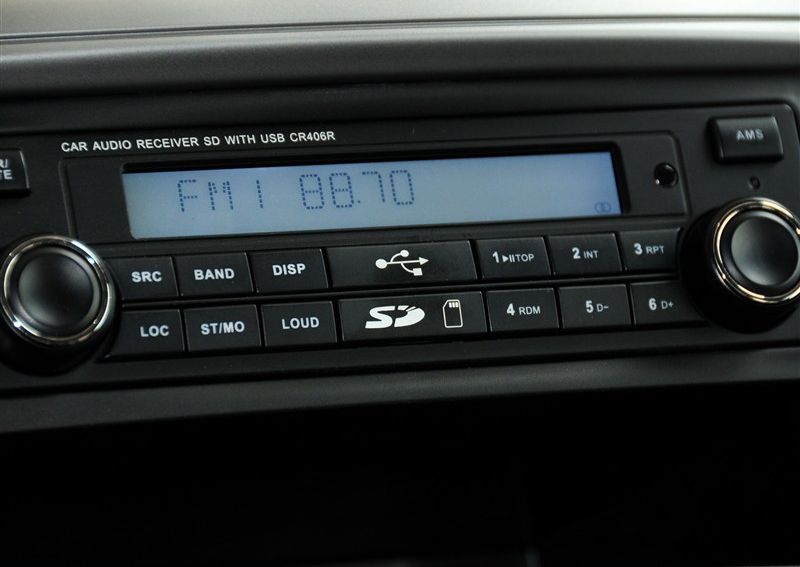 CAR AUDIO RECEIVER SD WITH USB CR406R
AMS
FM1 88.70
SRC BAND DISP 1 ▶II TOP 2 INT 3 RPT
LOC ST/MO LOUD SD 4 RDM 5 D- 6 D+